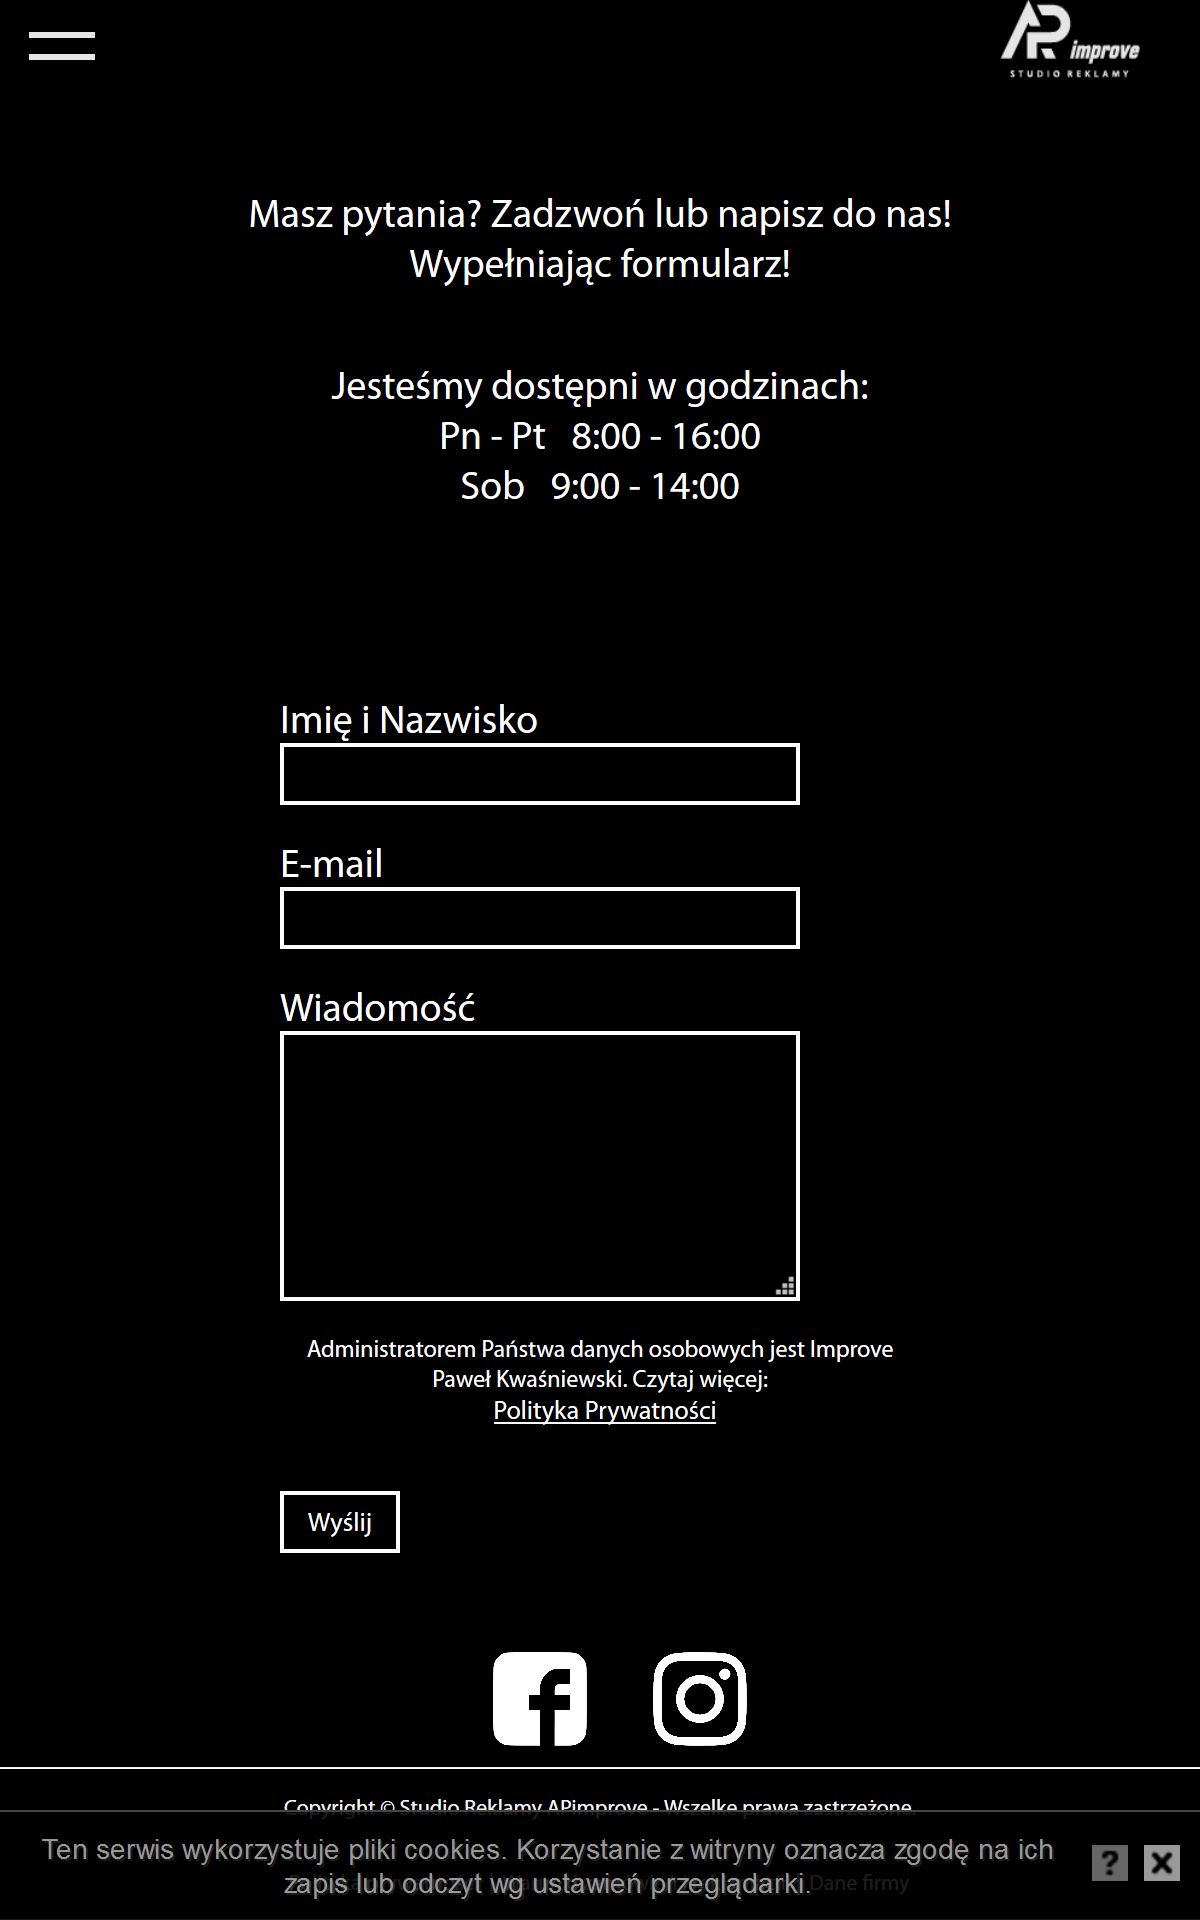 AP improve
STUDIO REKLAMY
Masz pytania? Zadzwoń lub napisz do nas!
Wypełniając formularz!
Jesteśmy dostępni w godzinach:
Pn - Pt 8:00 - 16:00
Sob 9:00 - 14:00
Imię i Nazwisko
E-mail
Wiadomość
Administratorem Państwa danych osobowych jest Improve
Paweł Kwaśniewski. Czytaj więcej:
Polityka Prywatności
Wyślij
Copyright © Studio Reklamy APimprove - Wszelke prawa zastrzeżone.
Ten serwis wykorzystuje pliki cookies. Korzystanie z witryny oznacza zgodę na ich
zapis lub odczyt wg ustawień przeglądarki.
Dane firmy